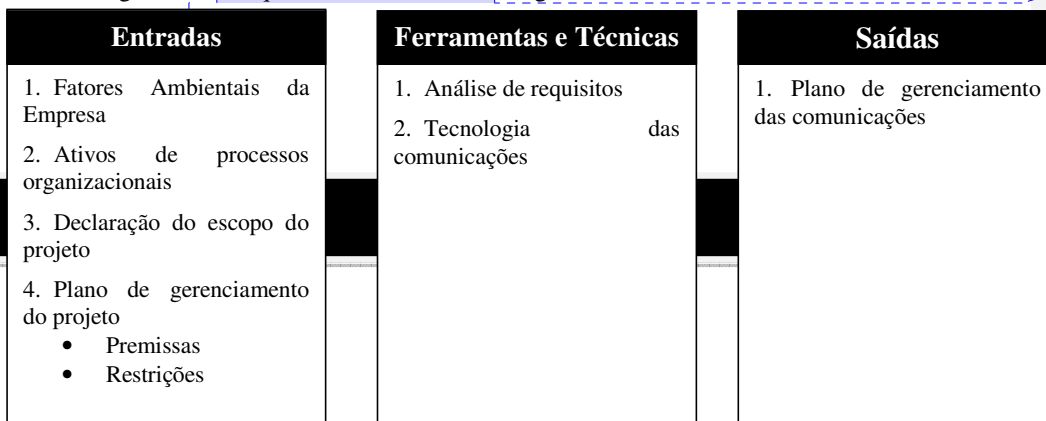 Entradas
1. Fatores Ambientais da
Empresa
2. Ativos de processos
organizacionais
3. Declaração do escopo do
projeto
4. Plano de gerenciamento
do projeto
• Premissas
• Restrições
Ferramentas e Técnicas
1. Análise de requisitos
2. Tecnologia das
comunicações
Saídas
1. Plano de gerenciamento
das comunicações